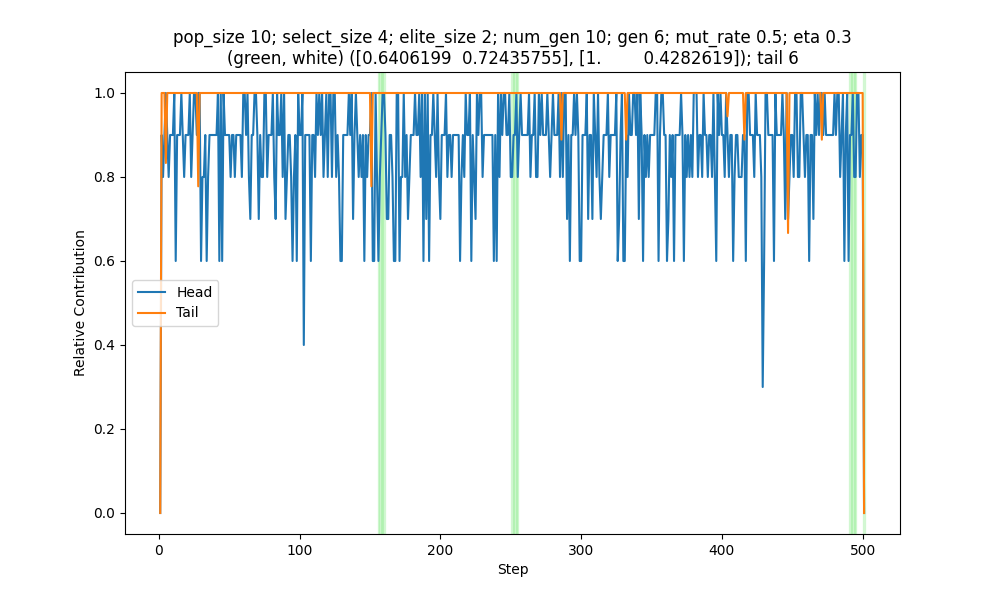 pop_size 10; select_size 4; elite_size 2; num_gen 10; gen 6; mut_rate 0.5; eta 0.3
(green, white) ([0.6406199  0.72435755], [1.        0.4282619]); tail 6
1.0
0.8
0.6
0.4
0.2
0.0
Relative Contribution
Head
Tail
0
100
200
300
400
500
Step